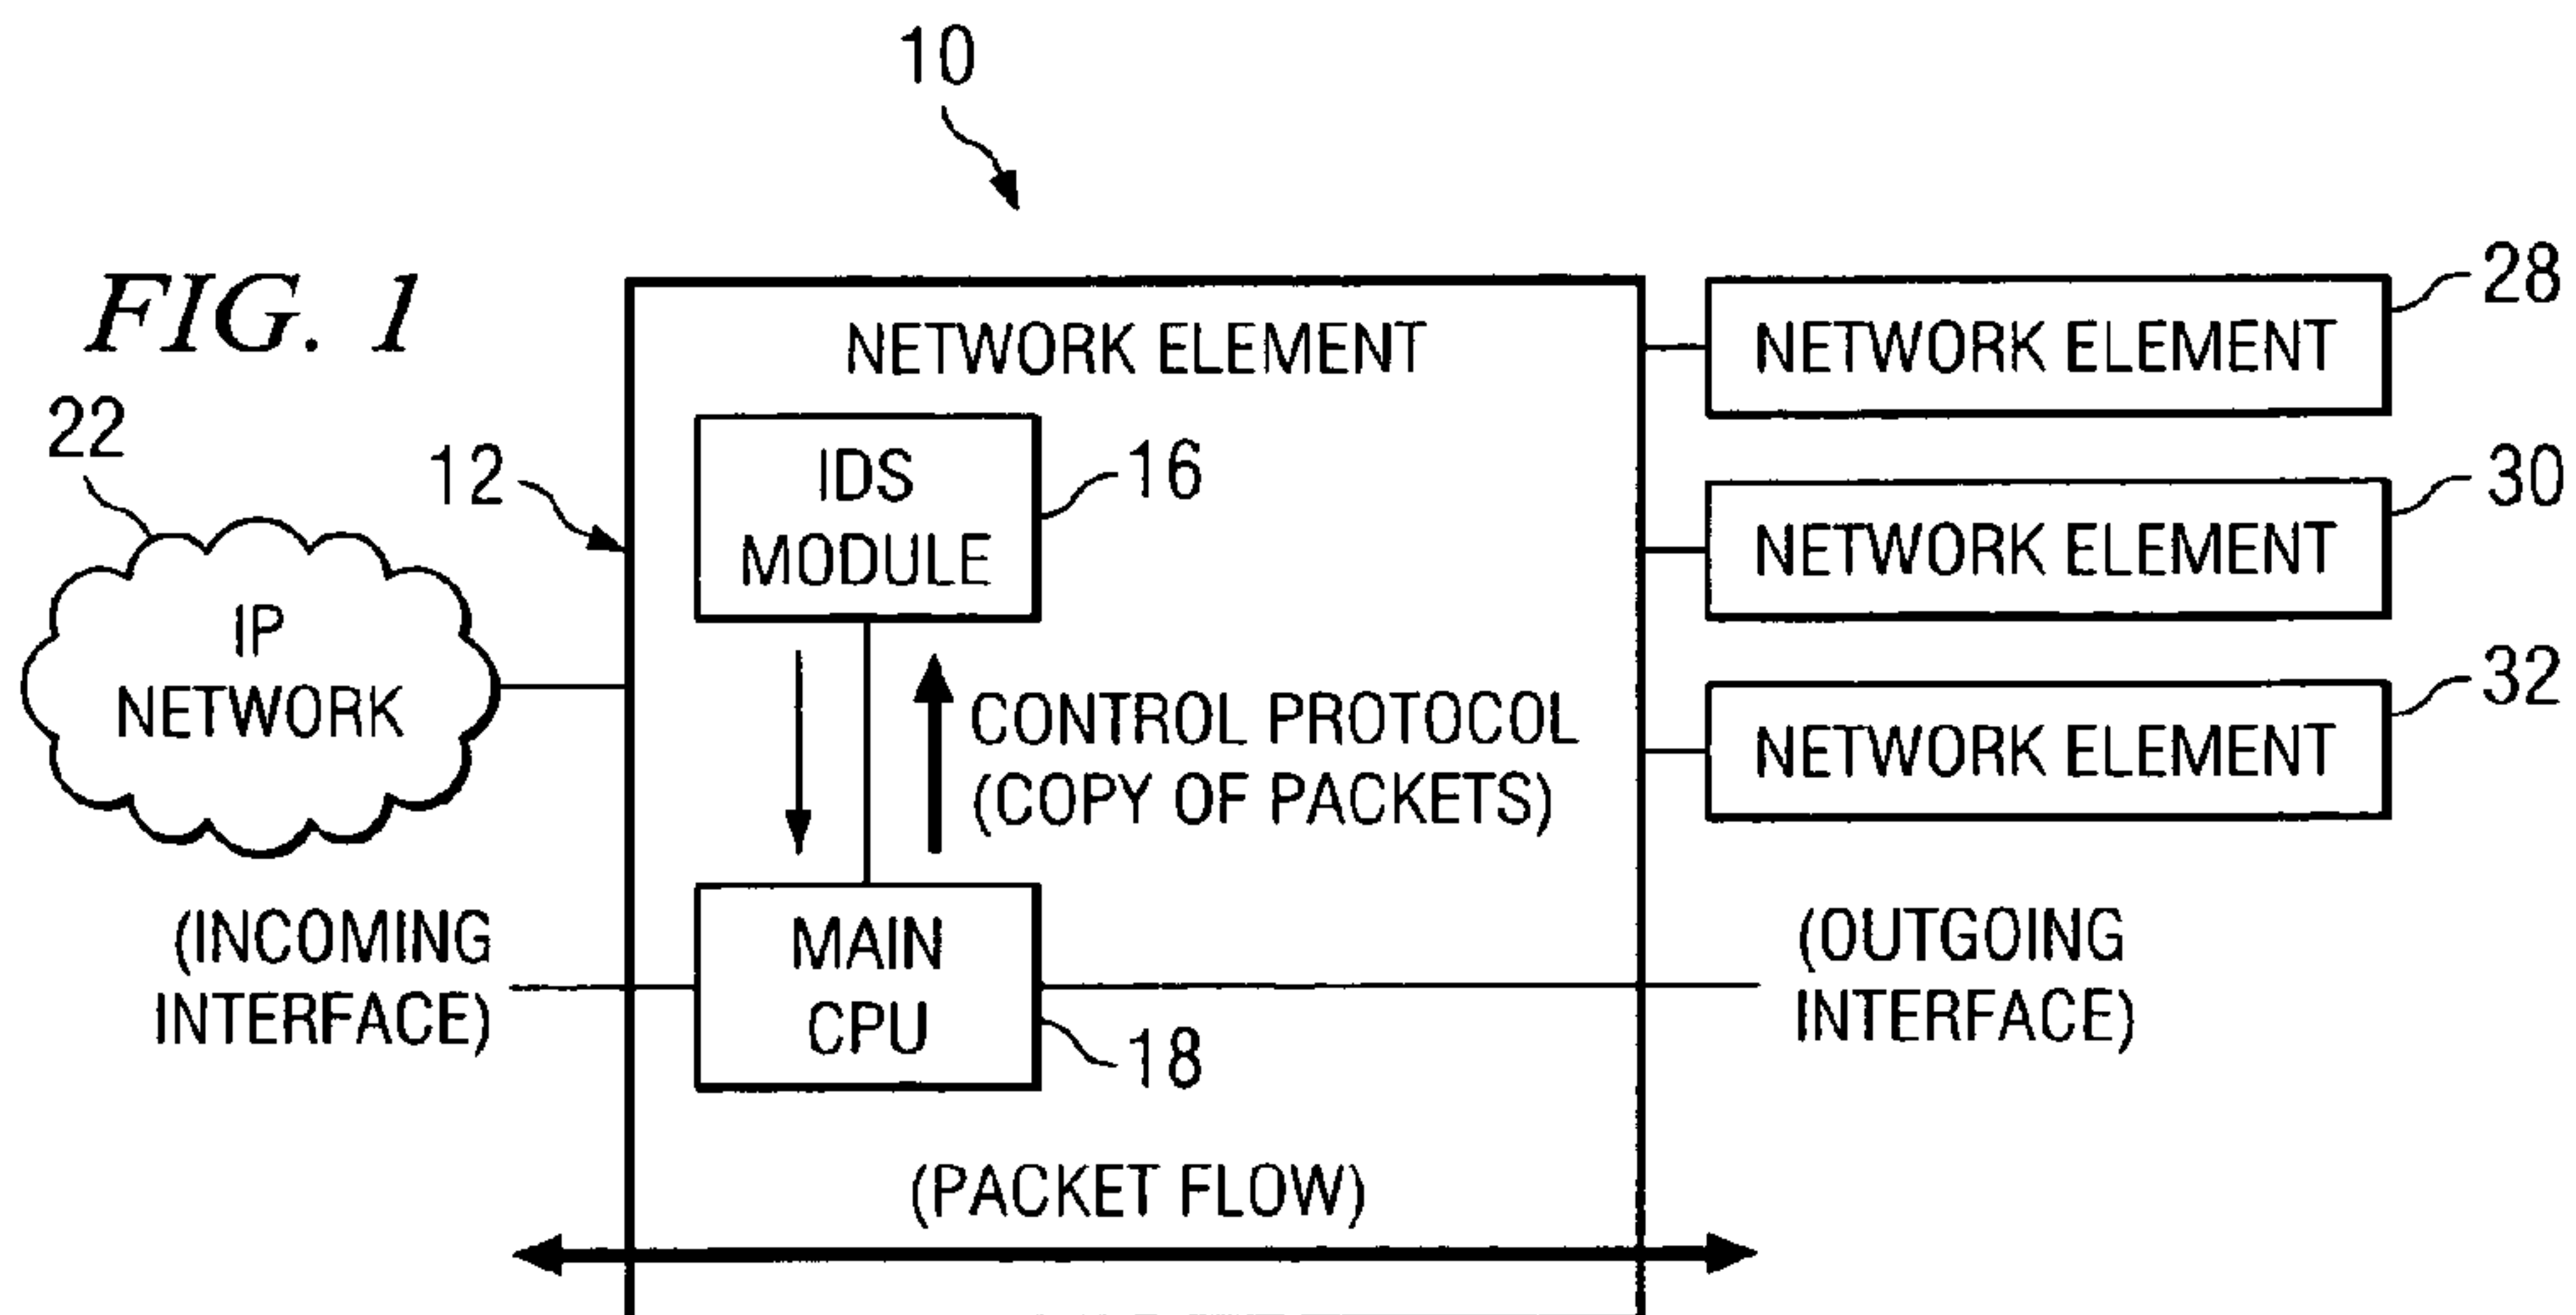 10
FIG. 1
22
12
NETWORK ELEMENT
IDS
MODULE
16
IP
NETWORK
CONTROL PROTOCOL
(COPY OF PACKETS)
(INCOMING
INTERFACE)
MAIN
CPU
18
(PACKET FLOW)
NETWORK ELEMENT
28
NETWORK ELEMENT
30
NETWORK ELEMENT
32
(OUTGOING
INTERFACE)